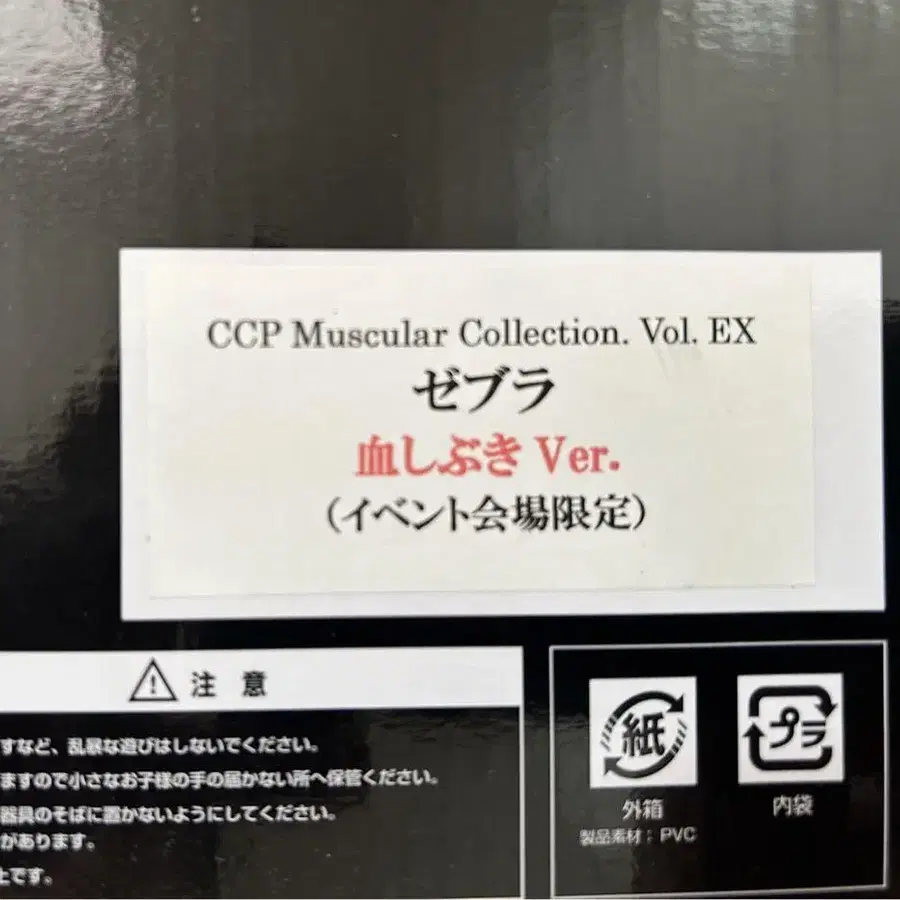 CCP Muscular Collection. Vol. EX
ゼブラ
血しぶき Ver.
(イベント会場限定)
注 意
すなど、乱暴な遊びはしないでください。
ますので小さなお子様の手の届かない所へ保管ください。
器具のそばに置かないようにしてください。
があります。
上です。
紙
外箱
製品素材：PVC
プラ
内袋